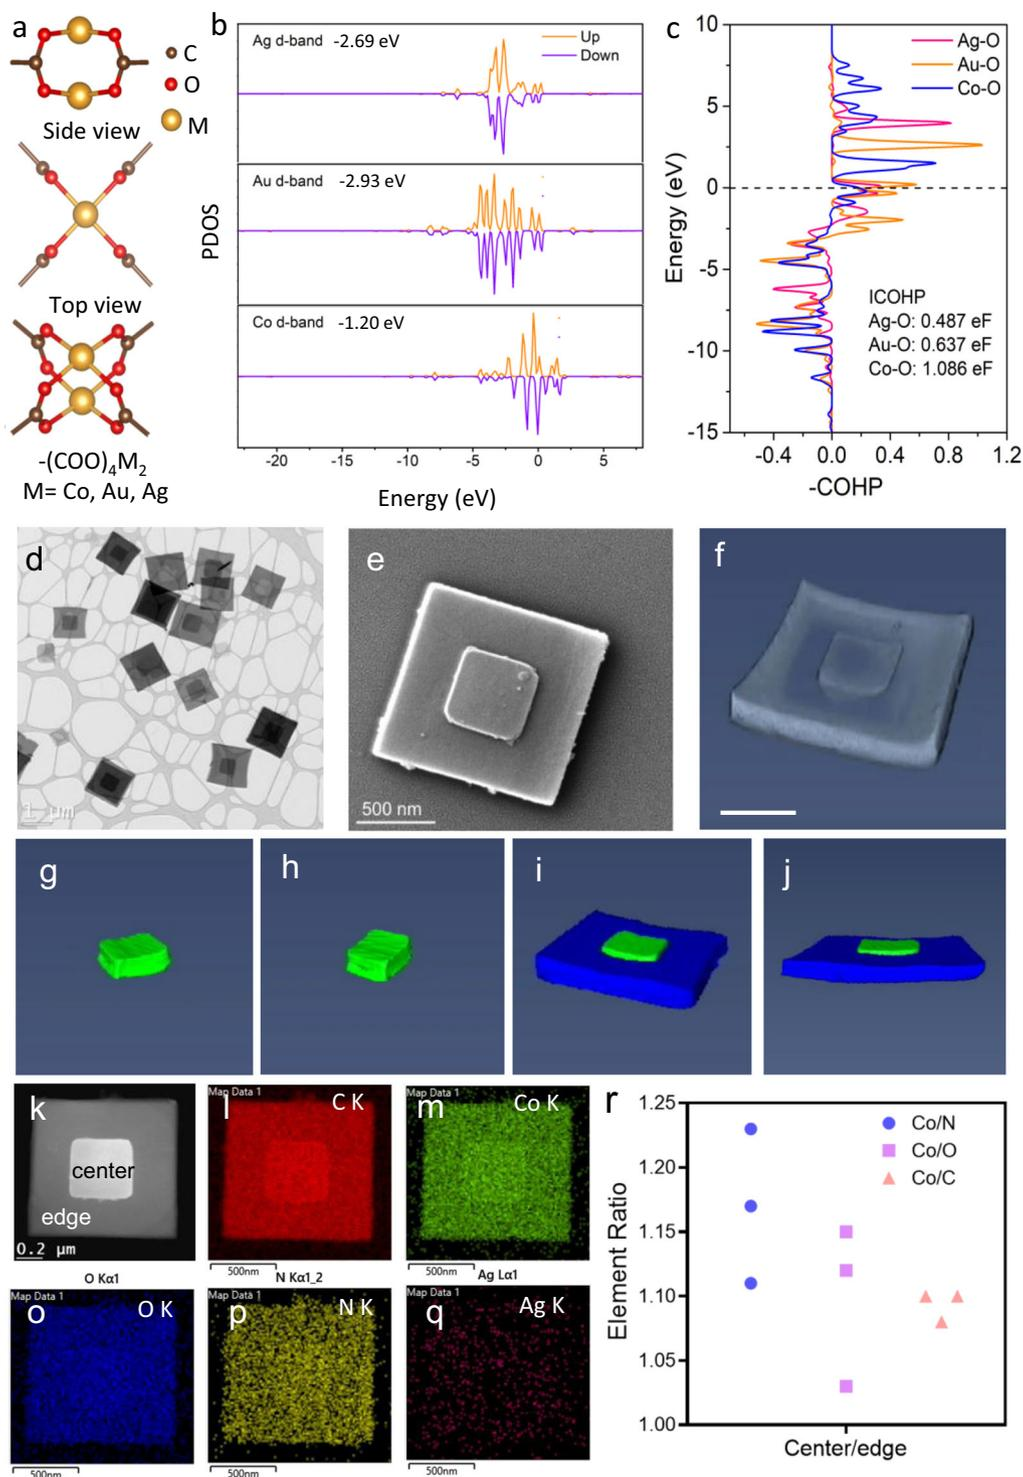 a
C
O
M
Side view
Top view
-(COO)4M2
M= Co, Au, Ag
b
Ag d-band -2.69 eV
Up
Down
Au d-band -2.93 eV
Co d-band -1.20 eV
PDOS
-20 -15 -10 -5 0 5
Energy (eV)
c
Ag-O
Au-O
Co-O
10
5
0
-5
-10
-15
Energy (eV)
ICOHP
Ag-O: 0.487 eF
Au-O: 0.637 eF
Co-O: 1.086 eF
-0.4 0.0 0.4 0.8 1.2
-COHP
d
1 μm
e
500 nm
f
g
h
i
j
k
center
edge
0.2 μm
Map Data 1
l
C K
500nm
Map Data 1
m
Co K
500nm
O Kα1
Map Data 1
o
O K
500nm
N Kα1_2
Map Data 1
p
N K
500nm
Ag Lα1
Map Data 1
q
Ag K
500nm
r
1.25
1.20
1.15
1.10
1.05
1.00
Element Ratio
Co/N
Co/O
Co/C
Center/edge